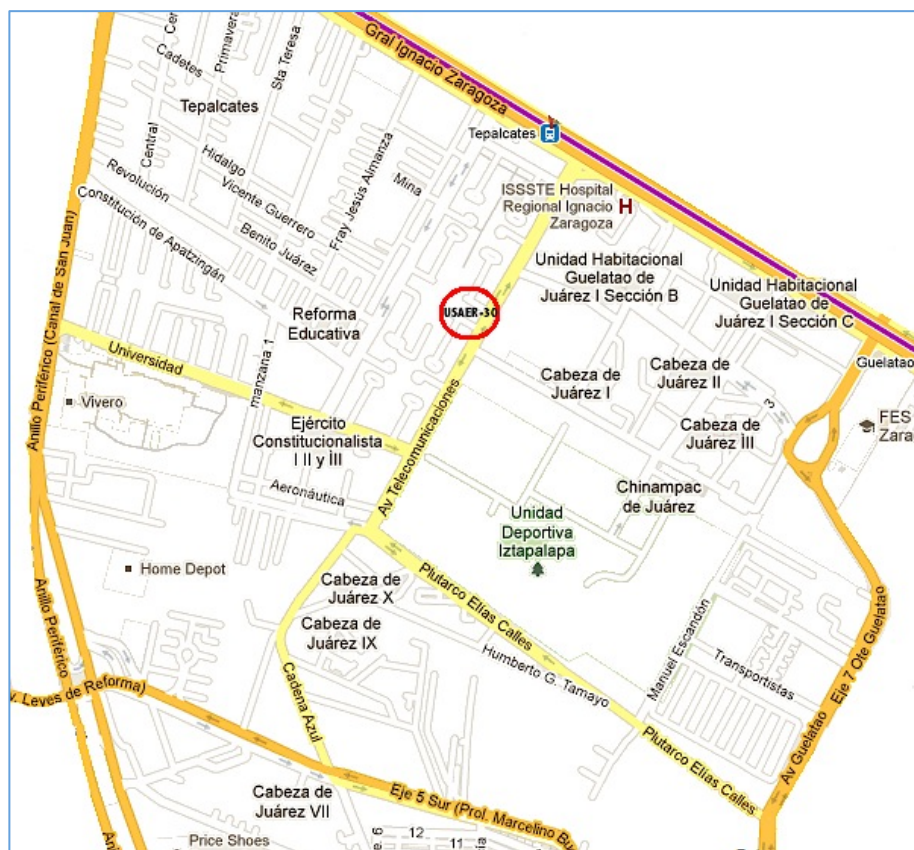 Gral Ignacio Zaragoza
Primavera
Sta Teresa
Cadetes
Tepalcates
Central
Hidalgo
Vicente Guerrero
Benito Juárez
Revolución
Constitución de Apatzingán
Fray Jesús Almanza
Mina
Tepalcates
ISSSTE Hospital
Regional Ignacio
Zaragoza
H
Unidad Habitacional
Guelatao de
Juárez I Sección B
Unidad Habitacional
Guelatao de
Juárez I Sección C
Guelatao
USAER-30
Reforma
Educativa
Anillo Periférico (Canal de San Juan)
Universidad
manzana 1
Vivero
Cabeza de
Juárez I
Cabeza de
Juárez II
3
Cabeza de
Juárez III
FES
Zara
Ejército
Constitucionalista
I II y III
Av Telecomunicaciones
Aeronáutica
Chinampac
de Juárez
Unidad
Deportiva
Iztapalapa
Home Depot
Anillo Periférico
Cabeza de
Juárez X
Cabeza de
Juárez IX
Plutarco Elías Calles
Humberto G. Tamayo
Manuel Escandón
Transportistas
Av Guelatao
Eje 7 Ote Guelatao
Cadena Azul
Leyes de Reforma)
Plutarco Elías Calles
Eje 5 Sur (Prol. Marcelino Bu
Cabeza de
Juárez VII
Price Shoes
6
12
11